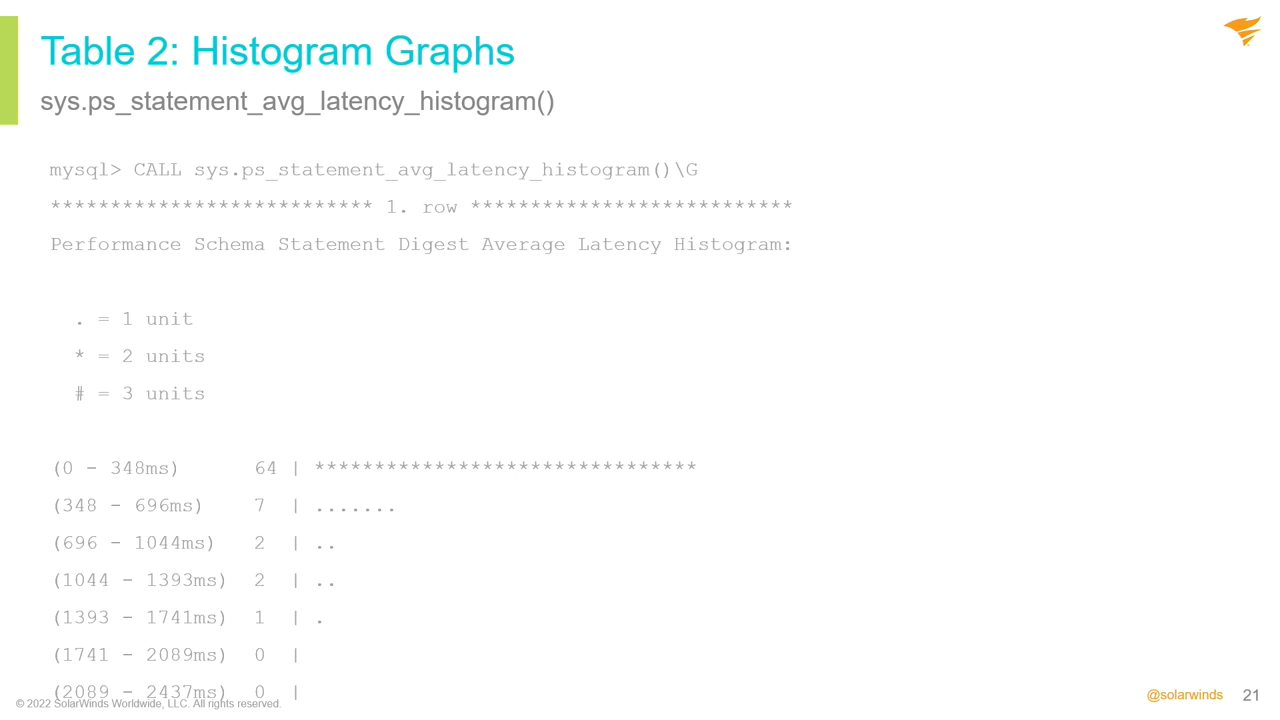 Table 2: Histogram Graphs
sys.ps_statement_avg_latency_histogram()
mysql> CALL sys.ps_statement_avg_latency_histogram()\G
*************************** 1. row ***************************
Performance Schema Statement Digest Average Latency Histogram:
. = 1 unit
* = 2 units
# = 3 units
(0 - 348ms) 64 | ********************************
(348 - 696ms) 7 | .......
(696 - 1044ms) 2 | ..
(1044 - 1393ms) 2 | ..
(1393 - 1741ms) 1 | .
(1741 - 2089ms) 0 |
(2089 - 2437ms) 0 |
© 2022 SolarWinds Worldwide, LLC. All rights reserved.
@solarwinds 21